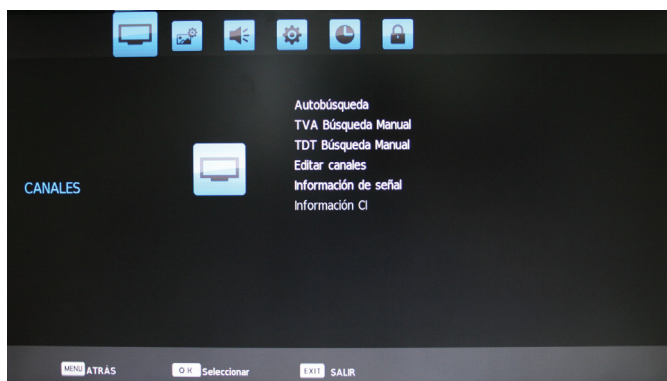 Autobúsqueda
TVA Búsqueda Manual
TDT Búsqueda Manual
Editar canales
Información de señal
Información CI
CANALES
MENU ATRÁS OK Seleccionar EXIT SALIR